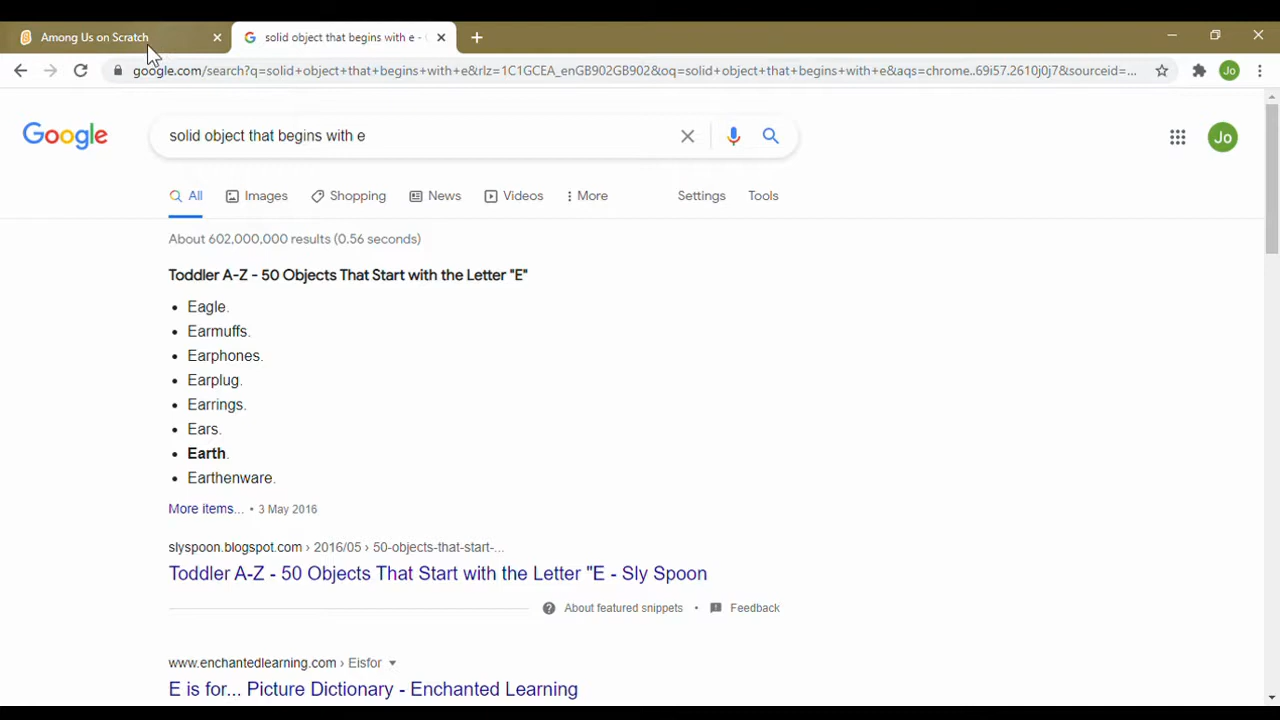 Among Us on Scratch
solid object that begins with e -
google.com/search?q=solid+object+that+begins+with+e&rlz=1C1GCEA_enGB902GB902&oq=solid+object+that+begins+with+e&aqs=chrome..69i57.2610j0j7&sourceid=...
Jo
Google
solid object that begins with e
Jo
All
Images
Shopping
News
Videos
More
Settings
Tools
About 602,000,000 results (0.56 seconds)
Toddler A-Z - 50 Objects That Start with the Letter "E"
• Eagle.
• Earmuffs.
• Earphones.
• Earplug.
• Earrings.
• Ears.
• Earth.
• Earthenware.
More items... • 3 May 2016
slyspoon.blogspot.com › 2016/05 › 50-objects-that-start-...
Toddler A-Z - 50 Objects That Start with the Letter "E - Sly Spoon
About featured snippets • Feedback
www.enchantedlearning.com › Eisfor
E is for... Picture Dictionary - Enchanted Learning